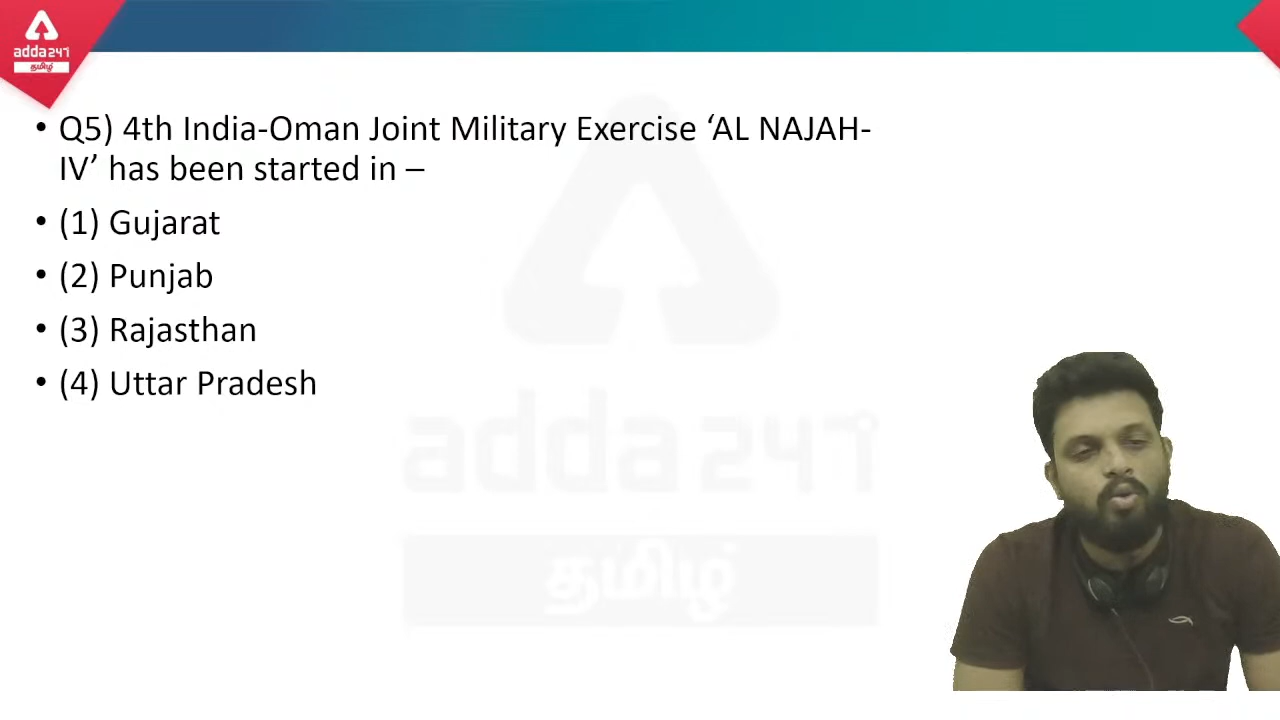 adda247
தமிழ்
• Q5) 4th India-Oman Joint Military Exercise ‘AL NAJAH-
IV’ has been started in –
• (1) Gujarat
• (2) Punjab
• (3) Rajasthan
• (4) Uttar Pradesh
adda247
தமிழ்